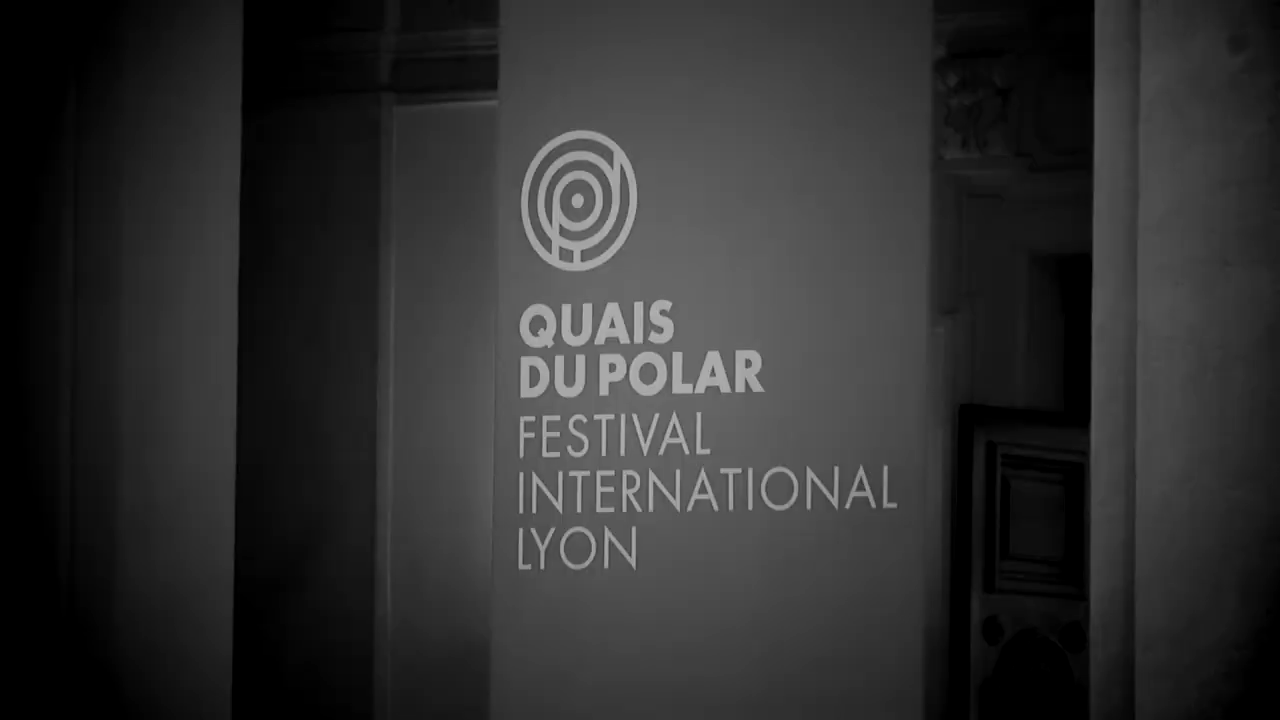 QUAIS
DU POLAR
FESTIVAL
INTERNATIONAL
LYON